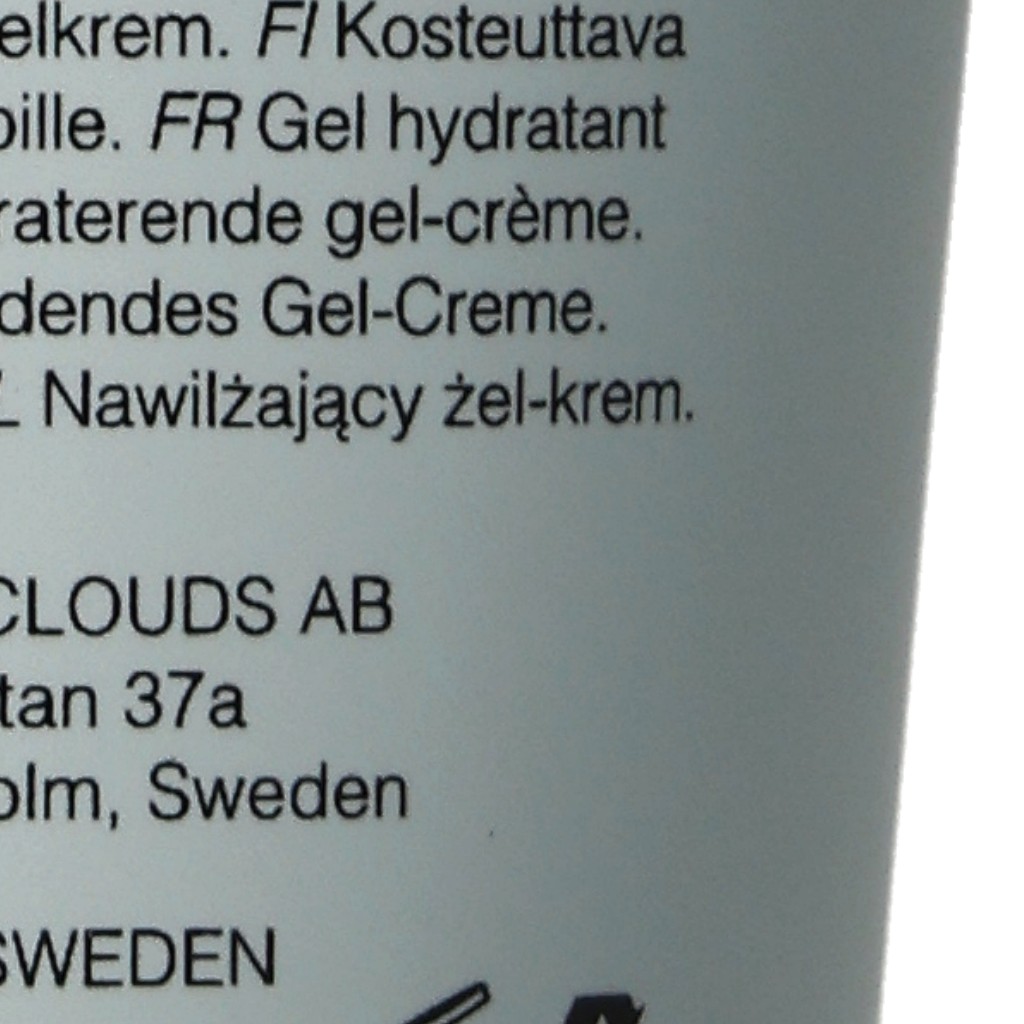 elkrem. FI Kosteuttava
ille. FR Gel hydratant
raterende gel-crème.
dendes Gel-Creme.
Nawilżający żel-krem.
CLOUDS AB
tan 37a
olm, Sweden
SWEDEN